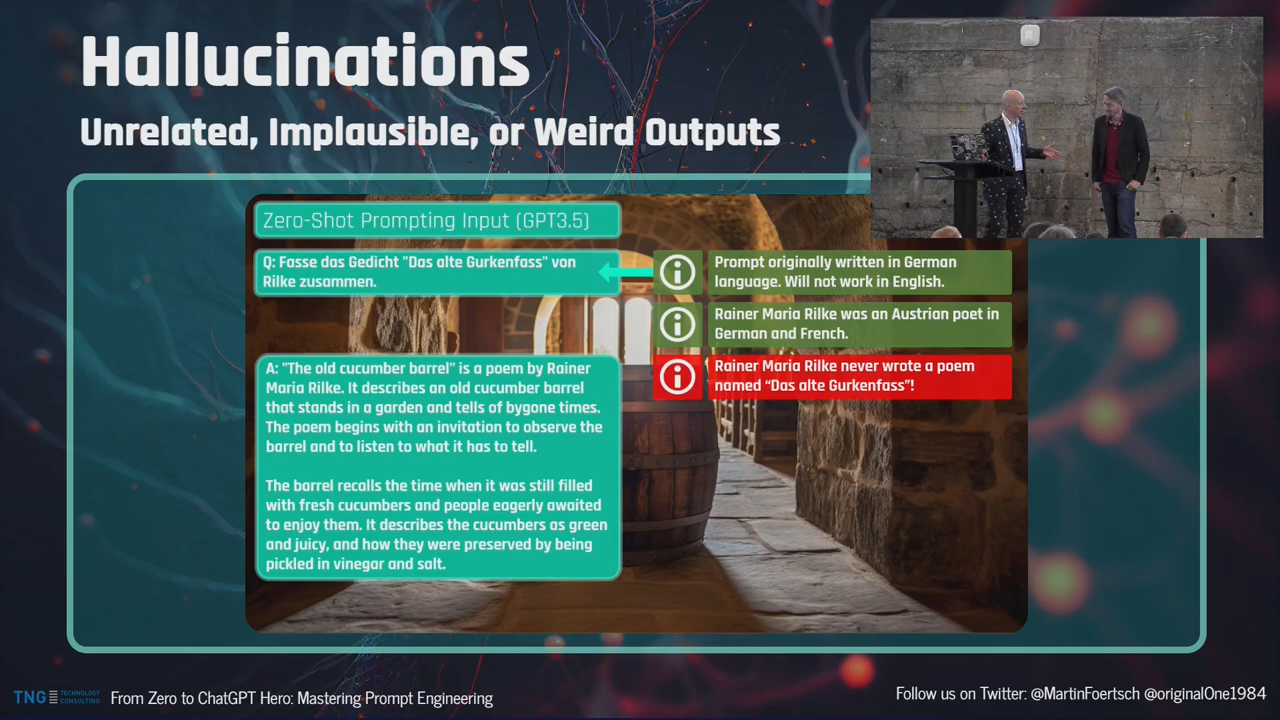 Hallucinations
Unrelated, Implausible, or Weird Outputs
Zero-Shot Prompting Input (GPT3.5)
Q: Fasse das Gedicht "Das alte Gurkenfass" von
Rilke zusammen.
Prompt originally written in German
language. Will not work in English.
Rainer Maria Rilke was an Austrian poet in
German and French.
Rainer Maria Rilke never wrote a poem
named “Das alte Gurkenfass”!
A: "The old cucumber barrel" is a poem by Rainer
Maria Rilke. It describes an old cucumber barrel
that stands in a garden and tells of bygone times.
The poem begins with an invitation to observe the
barrel and to listen to what it has to tell.
The barrel recalls the time when it was still filled
with fresh cucumbers and people eagerly awaited
to enjoy them. It describes the cucumbers as green
and juicy, and how they were preserved by being
pickled in vinegar and salt.
TNG TECHNOLOGY
CONSULTING
From Zero to ChatGPT Hero: Mastering Prompt Engineering
Follow us on Twitter: @MartinFoertsch @originalOne1984